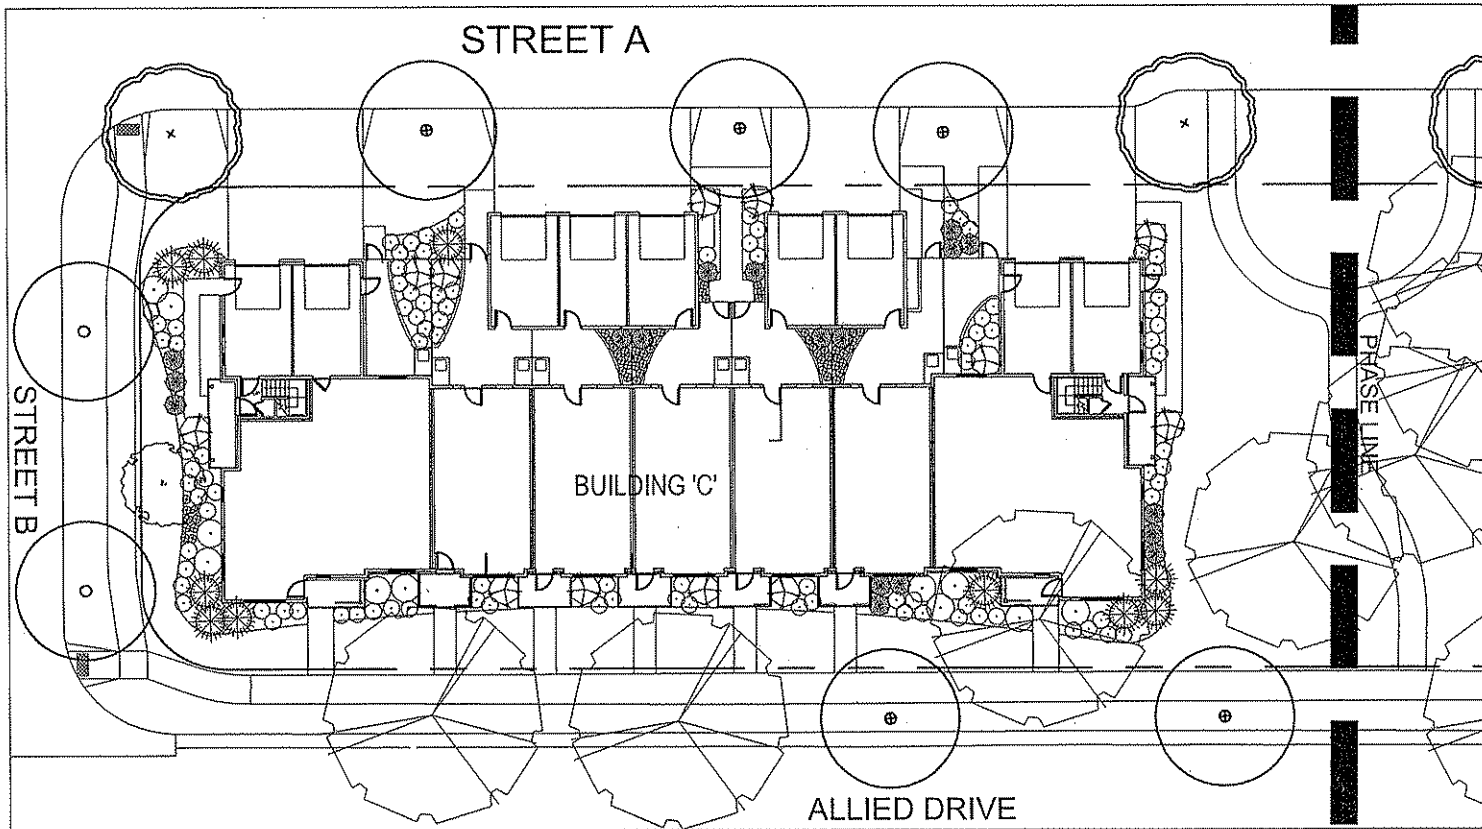 STREET A
PHASE LINE
STREET B
BUILDING 'C'
ALLIED DRIVE